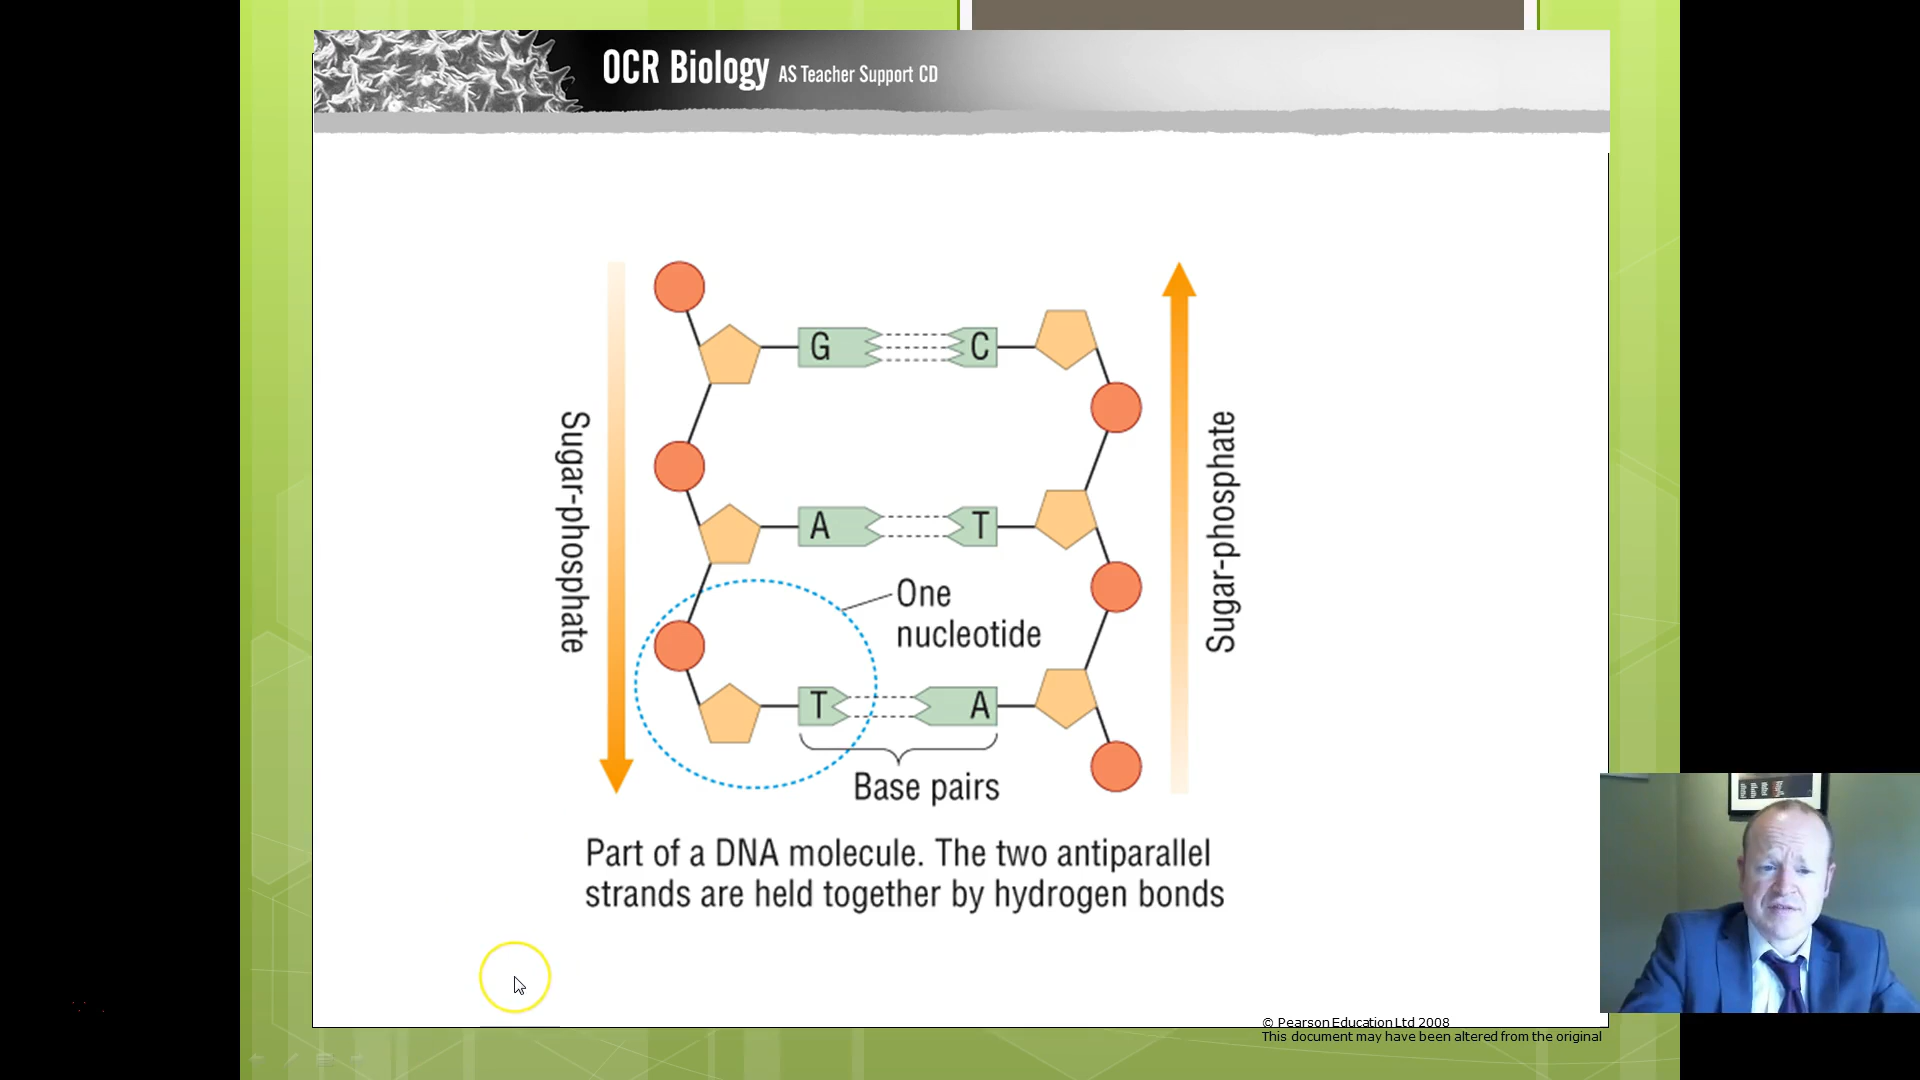 OCR Biology AS Teacher Support CD
G C
Sugar-phosphate
Sugar-phosphate
A T
One
nucleotide
T A
Base pairs
Part of a DNA molecule. The two antiparallel
strands are held together by hydrogen bonds
© Pearson Education Ltd 2008
This document may have been altered from the original